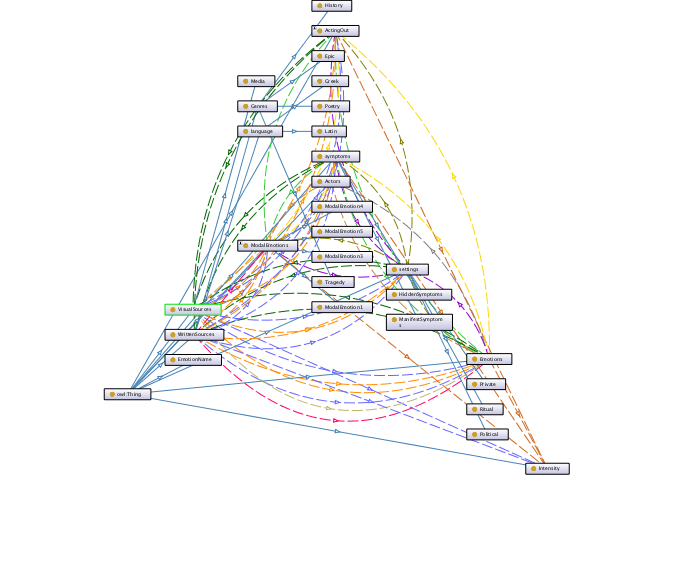 History
ActingOut
Epic
Media
Greek
Genres
Poetry
language
Latin
symptoms
Actors
ModalEmotion4
ModalEmotion5
ModalEmotions
ModalEmotion3
settings
Tragedy
HiddenSymptoms
VisualSources
ModalEmotion1
ManifestSymptom
s
WrittenSources
EmotionName
Emotions
Private
owl:Thing
Ritual
Political
Intensity